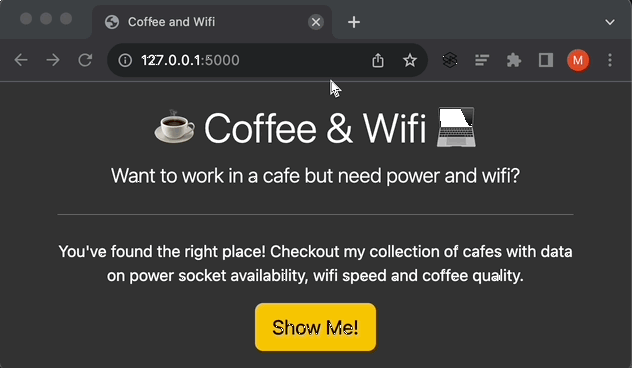 Coffee and Wifi
127.0.0.1:5000
M
☕ Coffee & Wifi 💻
Want to work in a cafe but need power and wifi?
You've found the right place! Checkout my collection of cafes with data
on power socket availability, wifi speed and coffee quality.
Show Me!